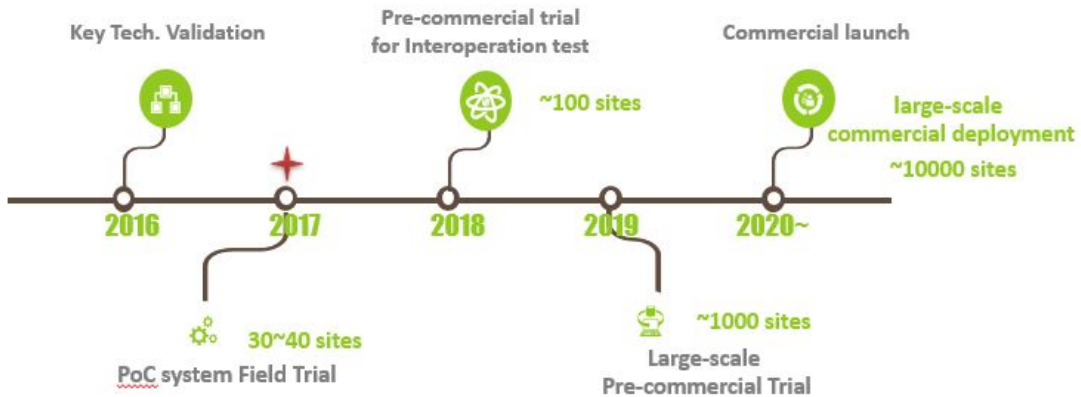 Key Tech. Validation
Pre-commercial trial
for Interoperation test
Commercial launch
~100 sites
large-scale
commercial deployment
~10000 sites
2016
2017
2018
2019
2020~
30~40 sites
PoC system Field Trial
~1000 sites
Large-scale
Pre-commercial Trial